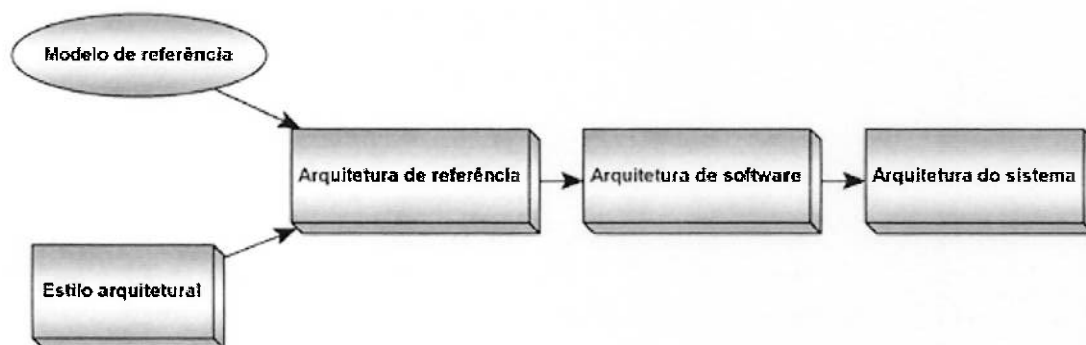 Modelo de referência
Arquitetura de referência
Arquitetura de software
Arquitetura do sistema
Estilo arquitetural